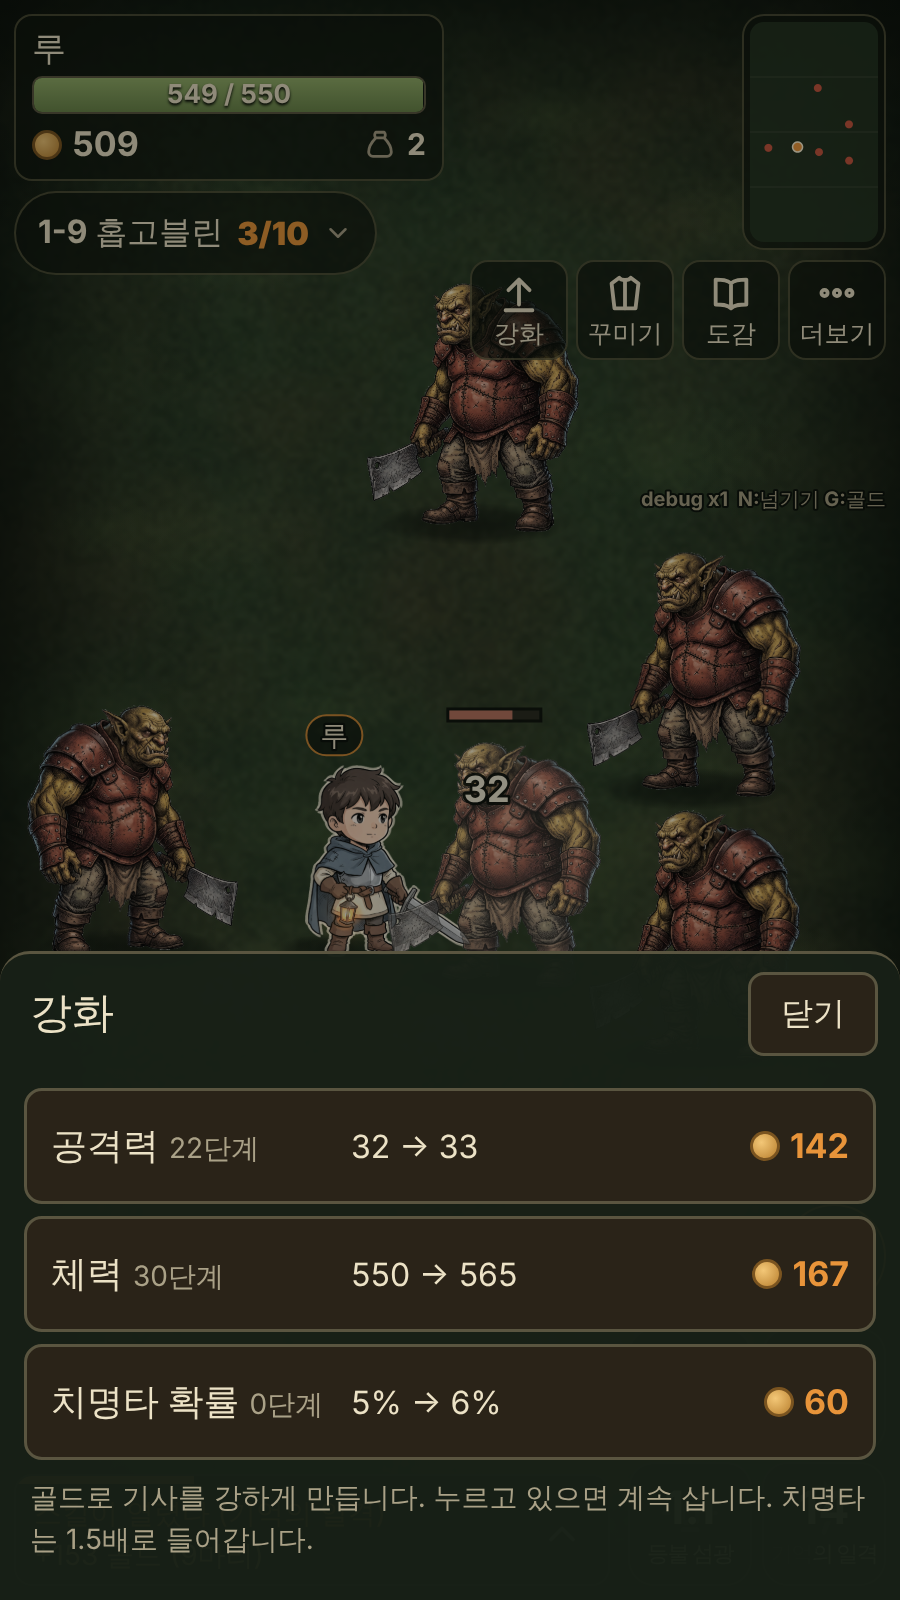 루
549 / 550
509
2
1-9 홉고블린 3/10
강화
꾸미기
도감
더보기
debug x1 N:넘기기 G:골드
루
32
강화
닫기
공격력 22단계 32 → 33 142
체력 30단계 550 → 565 167
치명타 확률 0단계 5% → 6% 60
골드로 기사를 강하게 만듭니다. 누르고 있으면 계속 삽니다. 치명타
는 1.5배로 들어갑니다.